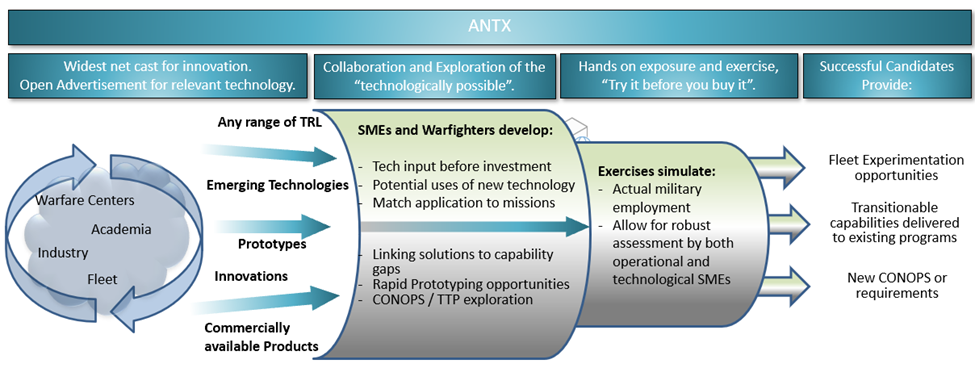 ANTX
Widest net cast for innovation.
Open Advertisement for relevant technology.
Collaboration and Exploration of the
“technologically possible”.
Hands on exposure and exercise,
“Try it before you buy it”.
Successful Candidates
Provide:
Warfare Centers
Academia
Industry
Fleet
Any range of TRL
Emerging Technologies
Prototypes
Innovations
Commercially
available Products
SMEs and Warfighters develop:
- Tech input before investment
- Potential uses of new technology
- Match application to missions
- Linking solutions to capability
gaps
- Rapid Prototyping opportunities
- CONOPS / TTP exploration
Exercises simulate:
- Actual military
employment
- Allow for robust
assessment by both
operational and
technological SMEs
Fleet Experimentation
opportunities
Transitionable
capabilities delivered
to existing programs
New CONOPS or
requirements